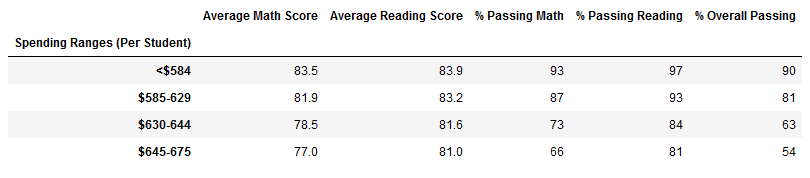 Average Math Score Average Reading Score % Passing Math % Passing Reading % Overall Passing
Spending Ranges (Per Student)
<$584 83.5 83.9 93 97 90
$585-629 81.9 83.2 87 93 81
$630-644 78.5 81.6 73 84 63
$645-675 77.0 81.0 66 81 54